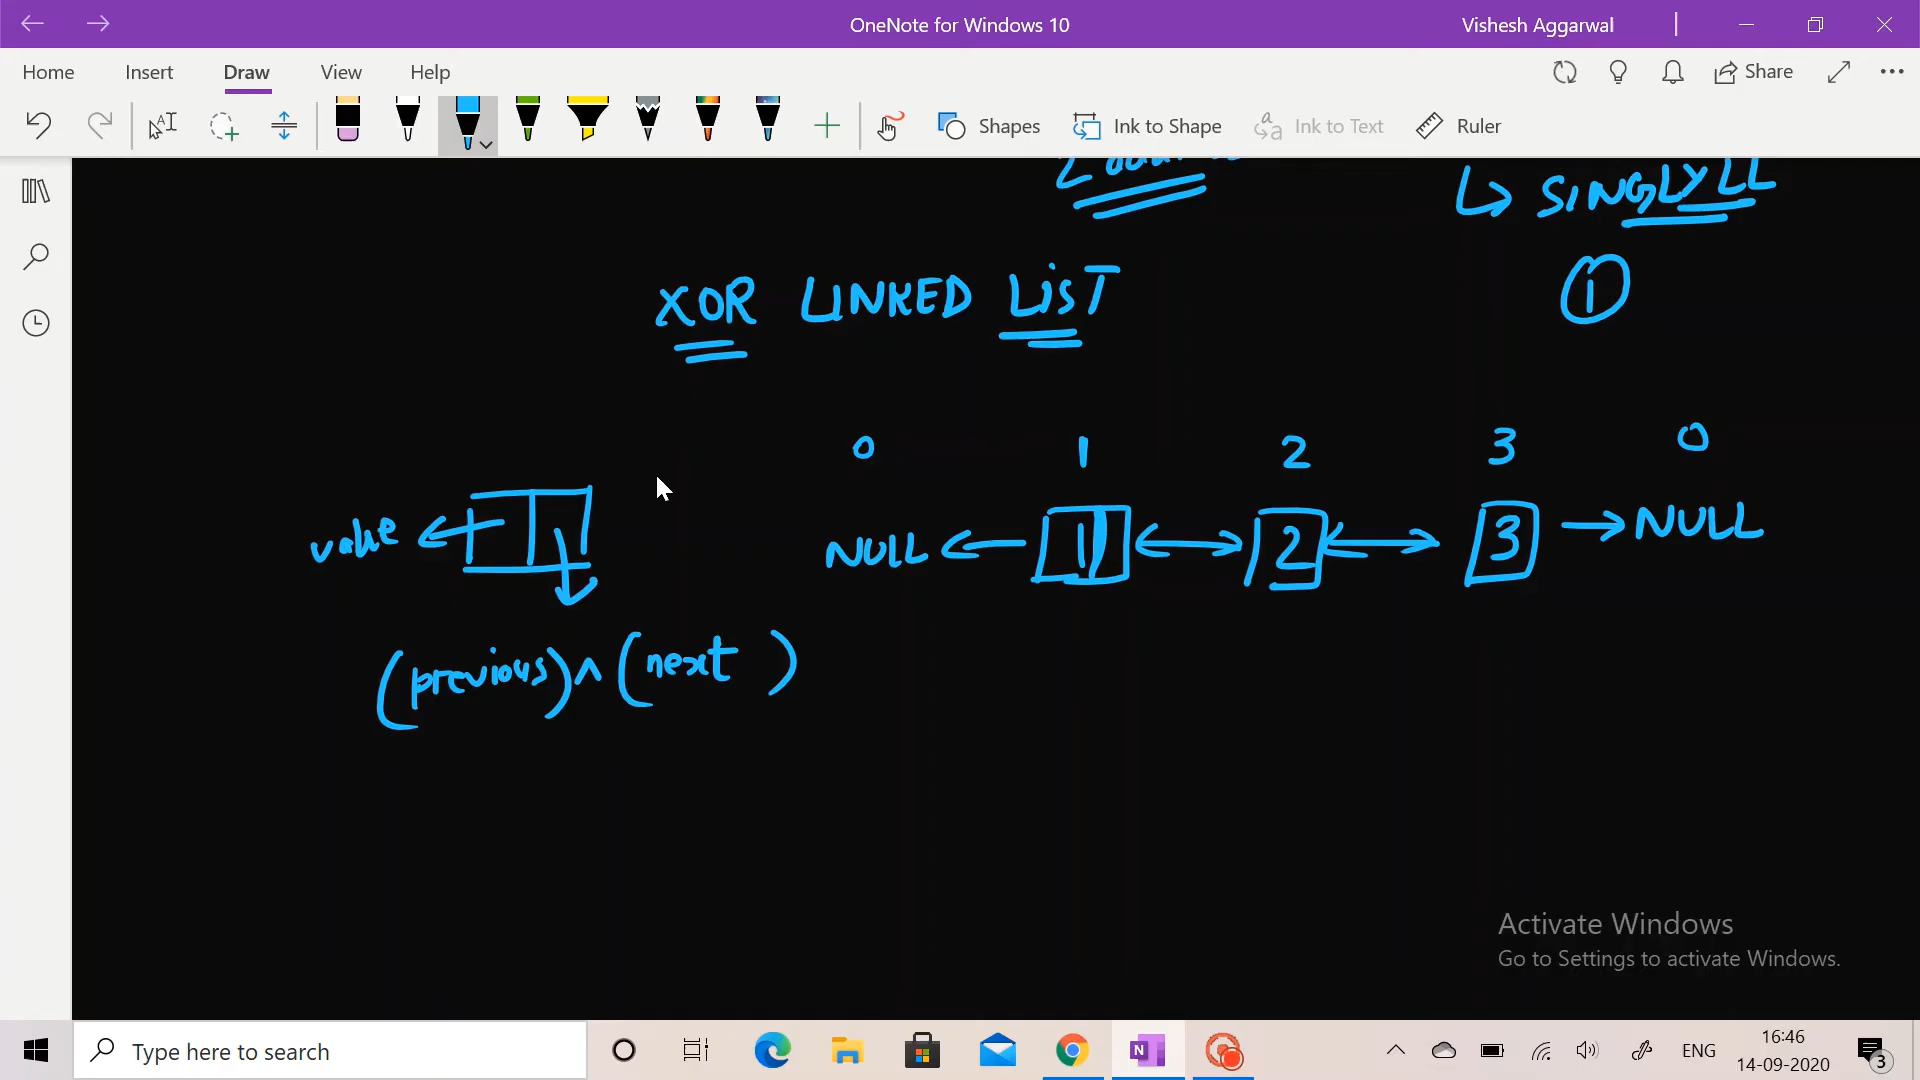 OneNote for Windows 10
Vishesh Aggarwal
Home Insert Draw View Help
Share
Shapes Ink to Shape Ink to Text Ruler
↳ SINGLY LL
XOR LINKED LIST
1
0 1 2 3 0
value ←
NULL ← 1 ↔ 2 ↔ 3 → NULL
(previous) ^ (next )
Activate Windows
Go to Settings to activate Windows.
Type here to search
ENG
16:46
14-09-2020
3